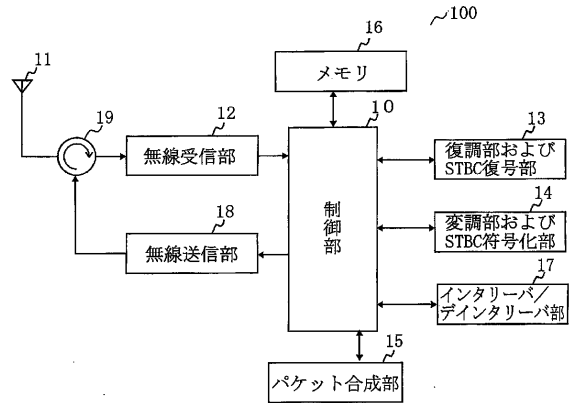 100
16
メモリ
11
19
12
無線受信部
10
制御部
13
復調部および
STBC復号部
14
変調部および
STBC符号化部
18
無線送信部
17
インタリーバ/
デインタリーバ部
15
パケット合成部